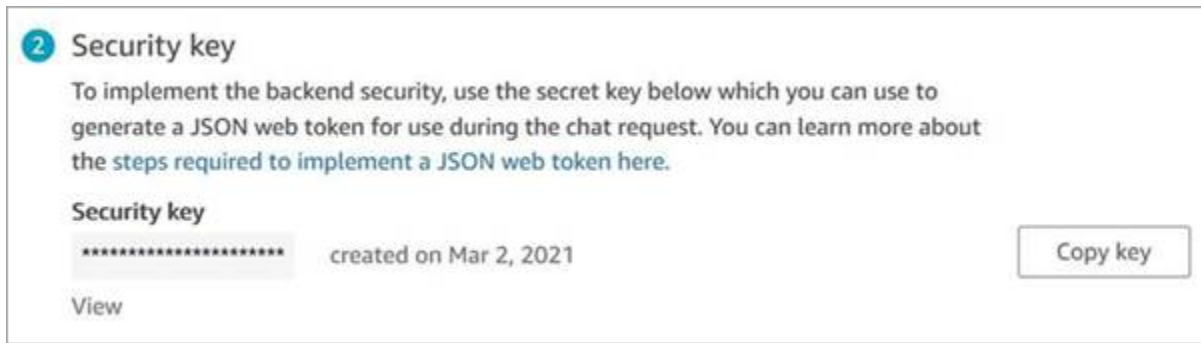 2 Security key
To implement the backend security, use the secret key below which you can use to
generate a JSON web token for use during the chat request. You can learn more about
the steps required to implement a JSON web token here.
Security key
********************** created on Mar 2, 2021 Copy key
View